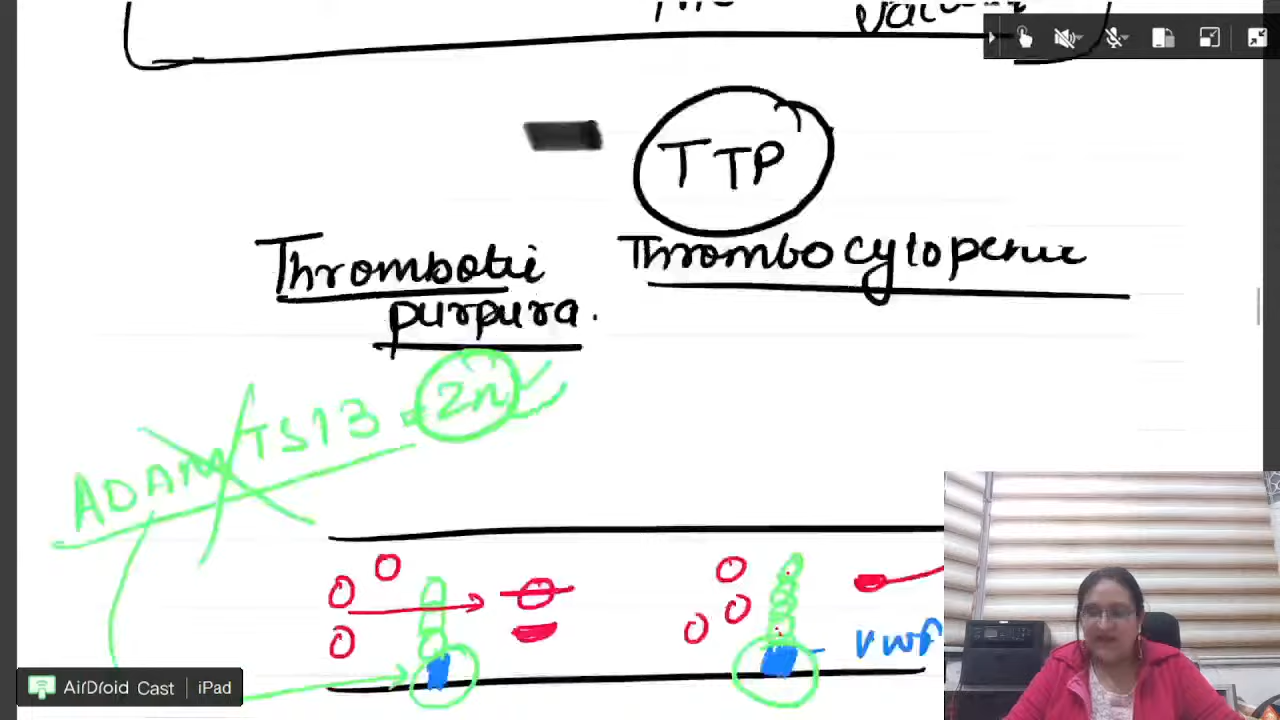 TTP
Thrombotic Thrombocytopenic
purpura.
ADAMTS13 - Zn
vwf
AirDroid Cast | iPad